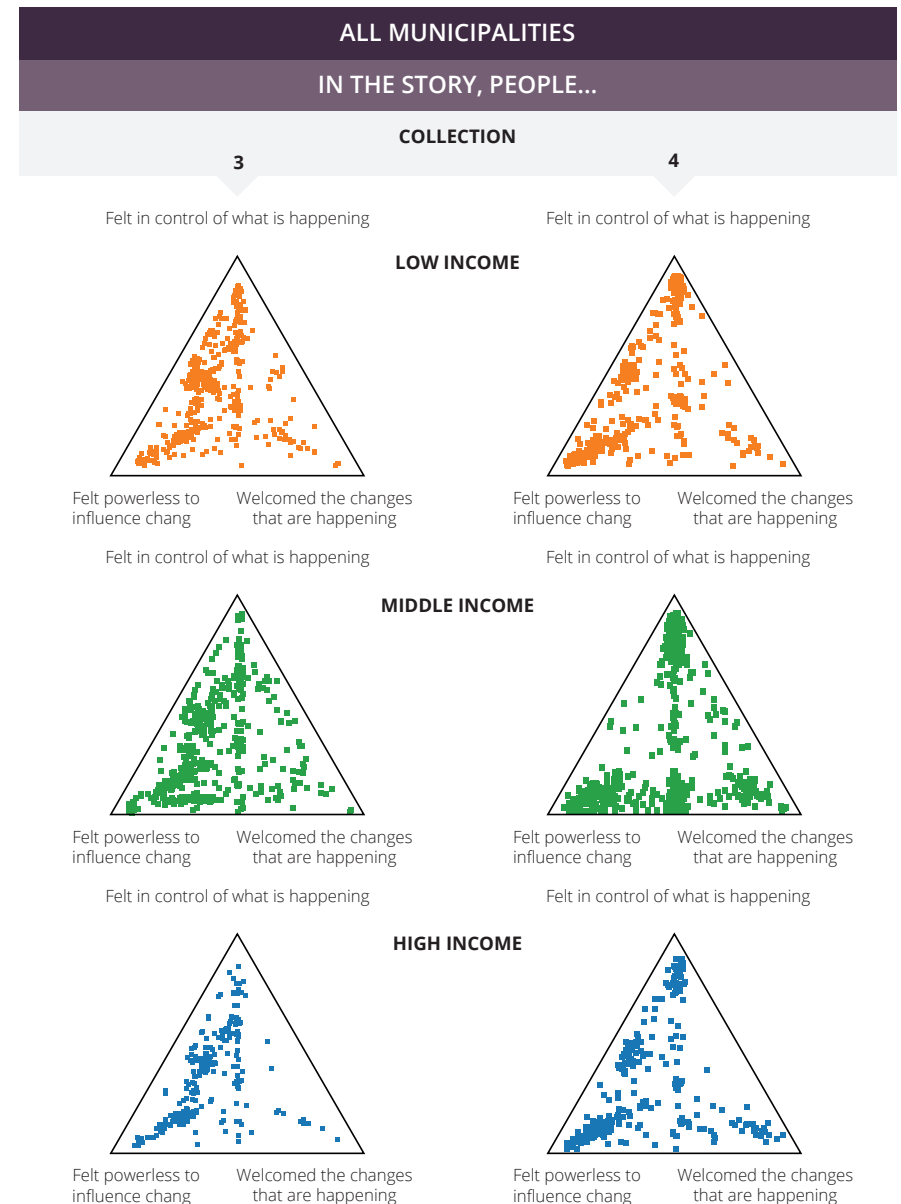 ALL MUNICIPALITIES
IN THE STORY, PEOPLE...
COLLECTION
3
4
Felt in control of what is happening
Felt in control of what is happening
LOW INCOME
Felt powerless to
influence chang
Welcomed the changes
that are happening
Felt powerless to
influence chang
Welcomed the changes
that are happening
Felt in control of what is happening
Felt in control of what is happening
MIDDLE INCOME
Felt powerless to
influence chang
Welcomed the changes
that are happening
Felt powerless to
influence chang
Welcomed the changes
that are happening
Felt in control of what is happening
Felt in control of what is happening
HIGH INCOME
Felt powerless to
influence chang
Welcomed the changes
that are happening
Felt powerless to
influence chang
Welcomed the changes
that are happening